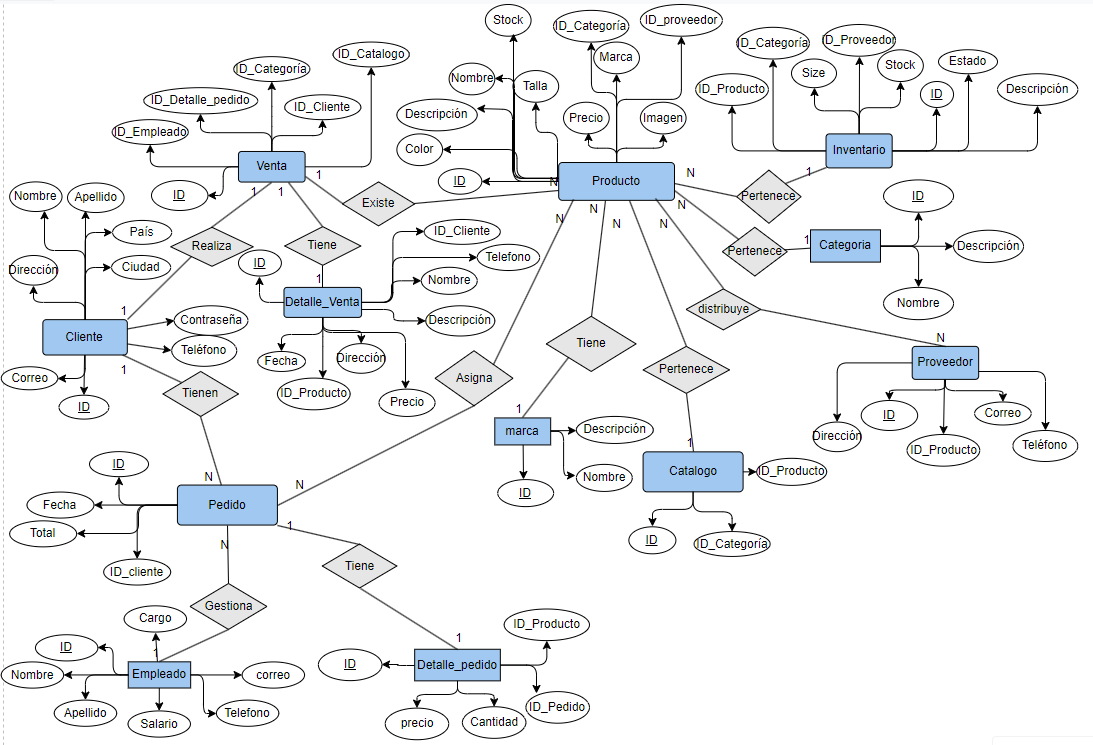 Stock
ID_Categoría
ID_proveedor
Marca
Nombre
Talla
Descripción
Precio
Imagen
Color
ID
Producto
ID_Catalogo
ID_Categoría
ID_Detalle_pedido
ID_Cliente
ID_Empleado
Venta
ID
ID_Categoría
ID_Proveedor
Size
Stock
Estado
ID_Producto
ID
Descripción
Inventario
1
1
1
N
Existe
N
Pertenece
1
N
N
N
N
N
Nombre
Apellido
País
Ciudad
Dirección
Realiza
Tiene
1
ID
ID_Cliente
Telefono
Nombre
Descripción
Detalle_Venta
Fecha
ID_Producto
Dirección
Precio
Pertenece
1
Categoria
ID
Descripción
Nombre
1
Cliente
Contraseña
Teléfono
Correo
ID
1
Tienen
N
distribuye
N
Proveedor
Dirección
ID
ID_Producto
Correo
Teléfono
Asigna
N
Tiene
1
marca
Descripción
Nombre
ID
Pertenece
1
Catalogo
ID_Producto
ID
ID_Categoría
ID
Fecha
Total
ID_cliente
Pedido
1
N
Gestiona
1
Tiene
1
Cargo
ID
Nombre
Empleado
correo
Apellido
Salario
Telefono
ID
Detalle_pedido
ID_Producto
ID_Pedido
precio
Cantidad